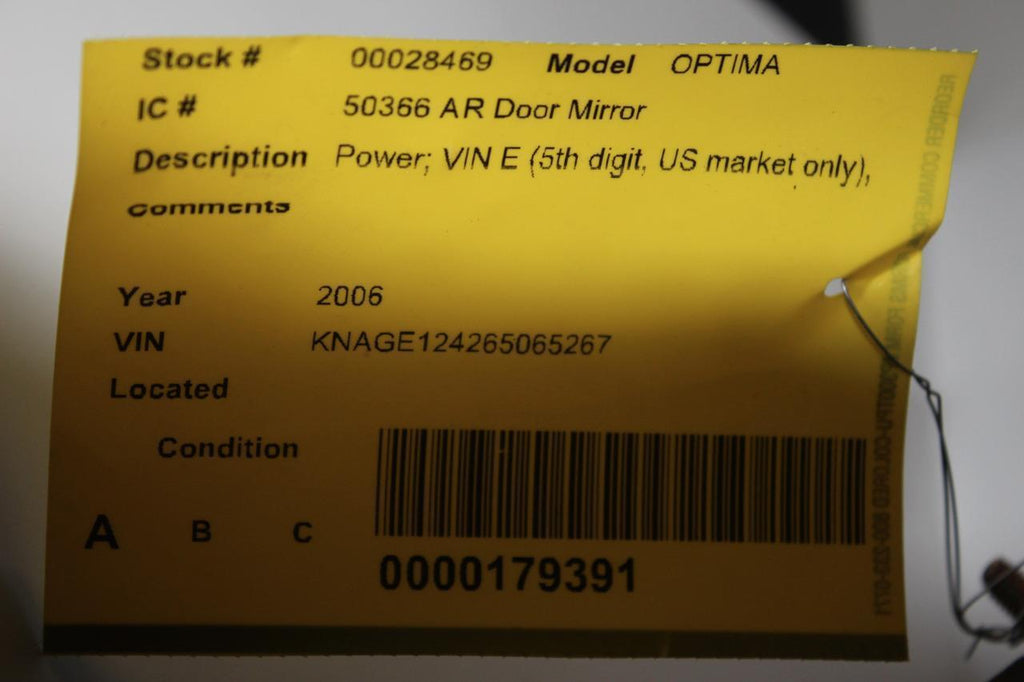 Stock # 00028469 Model OPTIMA
IC # 50366 AR Door Mirror
Description Power; VIN E (5th digit, US market only),
Comments
Year 2006
VIN KNAGE124265065267
Located
Condition
A B C
0000179391